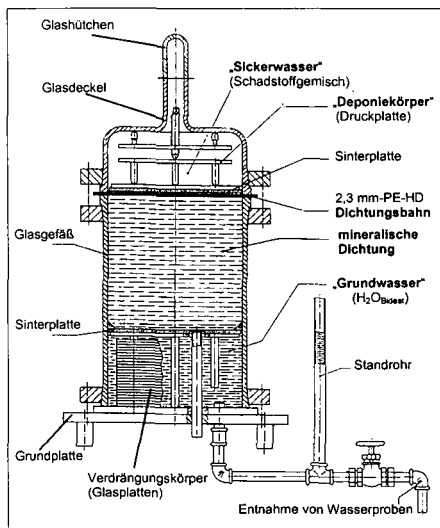 Glashütchen
Glasdeckel
„Sickerwasser"
(Schadstoffgemisch)
„Deponiekörper"
(Druckplatte)
Sinterplatte
2,3 mm-PE-HD
Dichtungsbahn
Glasgefäß
mineralische
Dichtung
„Grundwasser"
(H₂OBidest)
Sinterplatte
Standrohr
Grundplatte
Verdrängungskörper
(Glasplatten)
Entnahme von Wasserproben